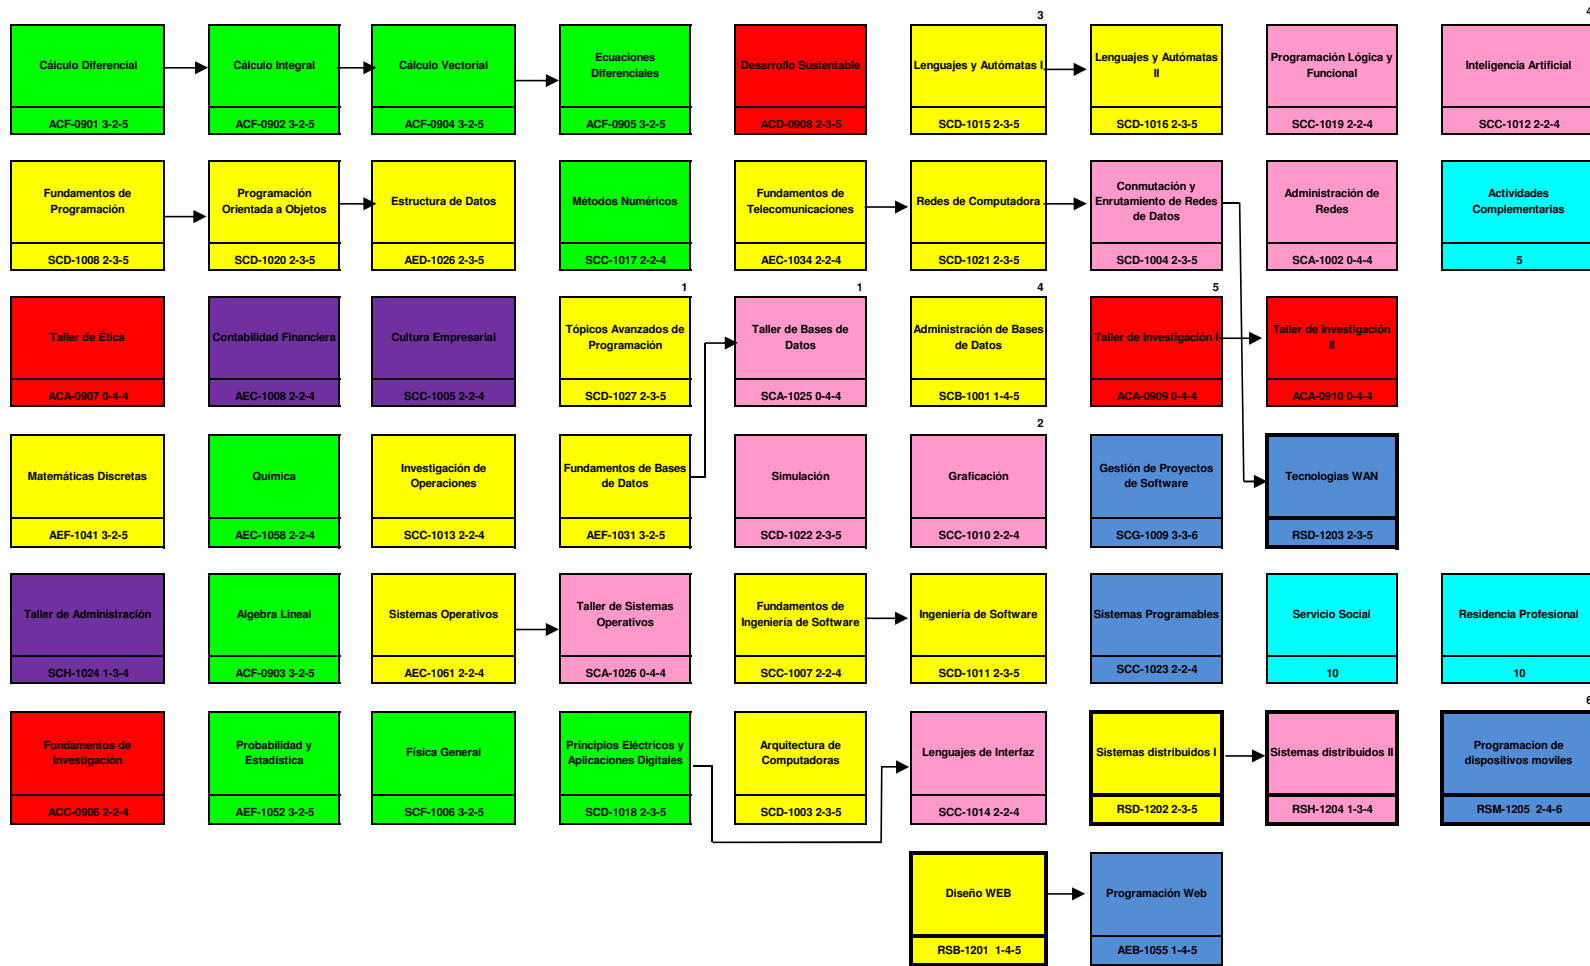 3
4
Cálculo Diferencial
ACF-0901 3-2-5
Cálculo Integral
ACF-0902 3-2-5
Cálculo Vectorial
ACF-0904 3-2-5
Ecuaciones
Diferenciales
ACF-0905 3-2-5
Desarrollo Sustentable
ACD-0908 2-3-5
Lenguajes y Autómatas I
SCD-1015 2-3-5
Lenguajes y Autómatas
II
SCD-1016 2-3-5
Programación Lógica y
Funcional
SCC-1019 2-2-4
Inteligencia Artificial
SCC-1012 2-2-4
Fundamentos de
Programación
SCD-1008 2-3-5
Programación
Orientada a Objetos
SCD-1020 2-3-5
Estructura de Datos
AED-1026 2-3-5
Métodos Numéricos
SCC-1017 2-2-4
Fundamentos de
Telecomunicaciones
AEC-1034 2-2-4
Redes de Computadora
SCD-1021 2-3-5
Conmutación y
Enrutamiento de Redes
de Datos
SCD-1004 2-3-5
Administración de
Redes
SCA-1002 0-4-4
Actividades
Complementarias
5
1
1
4
5
Taller de Ética
ACA-0907 0-4-4
Contabilidad Financiera
AEC-1008 2-2-4
Cultura Empresarial
SCC-1005 2-2-4
Tópicos Avanzados de
Programación
SCD-1027 2-3-5
Taller de Bases de
Datos
SCA-1025 0-4-4
Administración de Bases
de Datos
SCB-1001 1-4-5
Taller de Investigación I
ACA-0909 0-4-4
Taller de Investigación
II
ACA-0910 0-4-4
2
Matemáticas Discretas
AEF-1041 3-2-5
Química
AEC-1058 2-2-4
Investigación de
Operaciones
SCC-1013 2-2-4
Fundamentos de Bases
de Datos
AEF-1031 3-2-5
Simulación
SCD-1022 2-3-5
Graficación
SCC-1010 2-2-4
Gestión de Proyectos
de Software
SCG-1009 3-3-6
Tecnologias WAN
RSD-1203 2-3-5
Taller de Administración
SCH-1024 1-3-4
Algebra Lineal
ACF-0903 3-2-5
Sistemas Operativos
AEC-1061 2-2-4
Taller de Sistemas
Operativos
SCA-1026 0-4-4
Fundamentos de
Ingeniería de Software
SCC-1007 2-2-4
Ingeniería de Software
SCD-1011 2-3-5
Sistemas Programables
SCC-1023 2-2-4
Servicio Social
10
Residencia Profesional
10
6
Fundamentos de
Investigación
ACC-0906 2-2-4
Probabilidad y
Estadística
AEF-1052 3-2-5
Física General
SCF-1006 3-2-5
Principios Eléctricos y
Aplicaciones Digitales
SCD-1018 2-3-5
Arquitectura de
Computadoras
SCD-1003 2-3-5
Lenguajes de Interfaz
SCC-1014 2-2-4
Sistemas distribuidos I
RSD-1202 2-3-5
Sistemas distribuidos II
RSH-1204 1-3-4
Programacion de
dispositivos moviles
RSM-1205 2-4-6
Diseño WEB
RSB-1201 1-4-5
Programación Web
AEB-1055 1-4-5